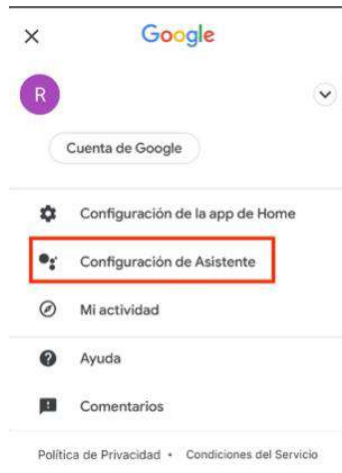 Google
R
Cuenta de Google
Configuración de la app de Home
Configuración de Asistente
Mi actividad
Ayuda
Comentarios
Política de Privacidad • Condiciones del Servicio